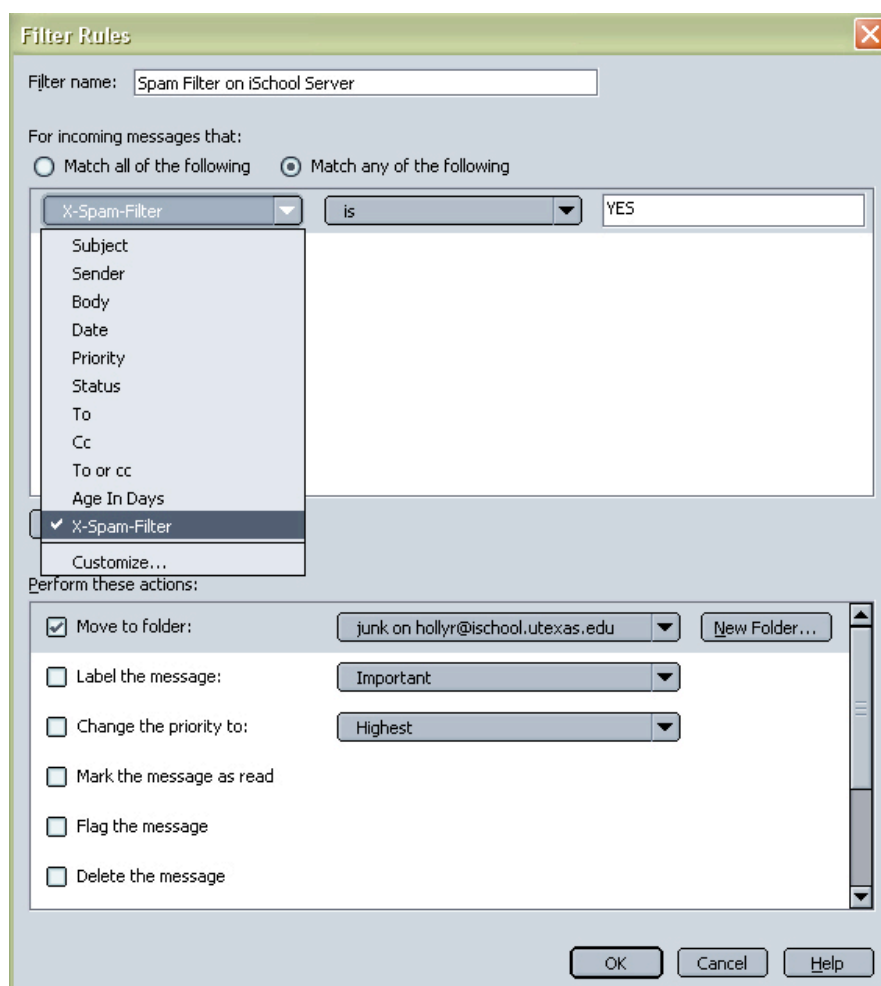 Filter Rules
Filter name: Spam Filter on iSchool Server
For incoming messages that:
Match all of the following Match any of the following
X-Spam-Filter is YES
Subject
Sender
Body
Date
Priority
Status
To
Cc
To or cc
Age In Days
X-Spam-Filter
Customize...
Perform these actions:
Move to folder: junk on hollyr@ischool.utexas.edu New Folder...
Label the message: Important
Change the priority to: Highest
Mark the message as read
Flag the message
Delete the message
OK Cancel Help